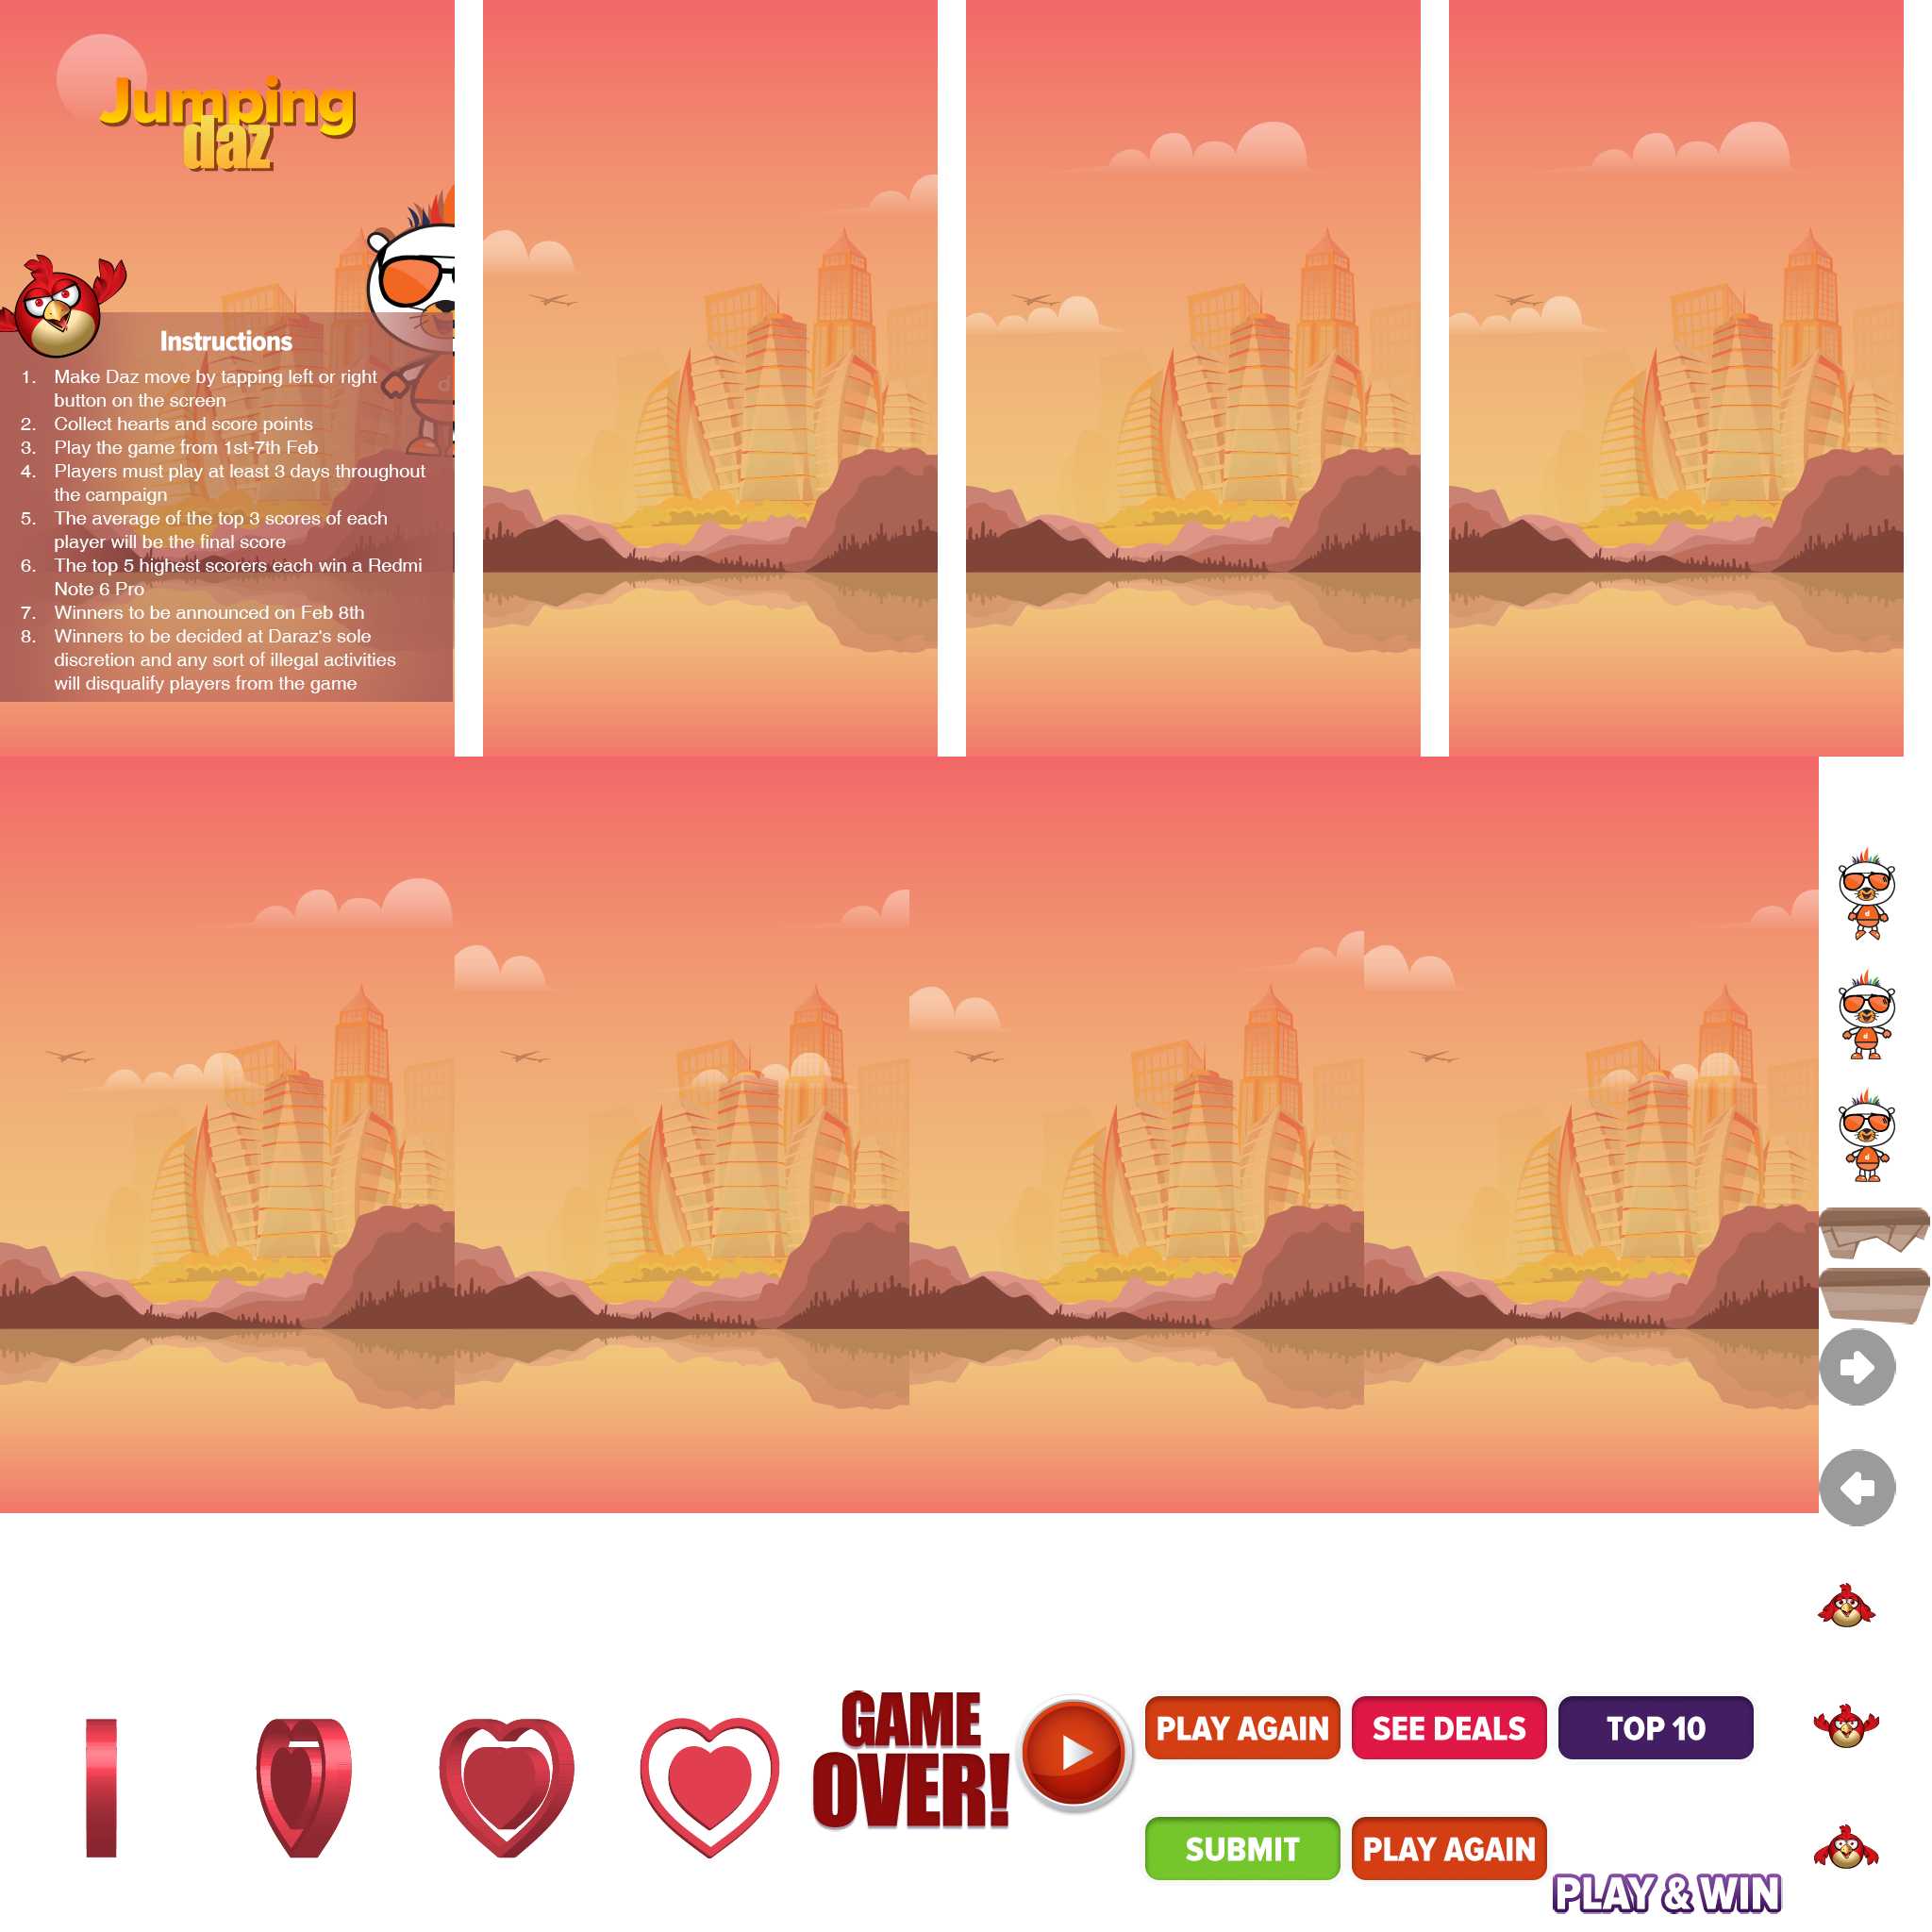 Jumping
daz
Instructions
1. Make Daz move by tapping left or right
button on the screen
2. Collect hearts and score points
3. Play the game from 1st-7th Feb
4. Players must play at least 3 days throughout
the campaign
5. The average of the top 3 scores of each
player will be the final score
6. The top 5 highest scorers each win a Redmi
Note 6 Pro
7. Winners to be announced on Feb 8th
8. Winners to be decided at Daraz's sole
discretion and any sort of illegal activities
will disqualify players from the game
d
d
d
d
GAME
OVER!
PLAY AGAIN
SEE DEALS
TOP 10
SUBMIT
PLAY AGAIN
PLAY & WIN